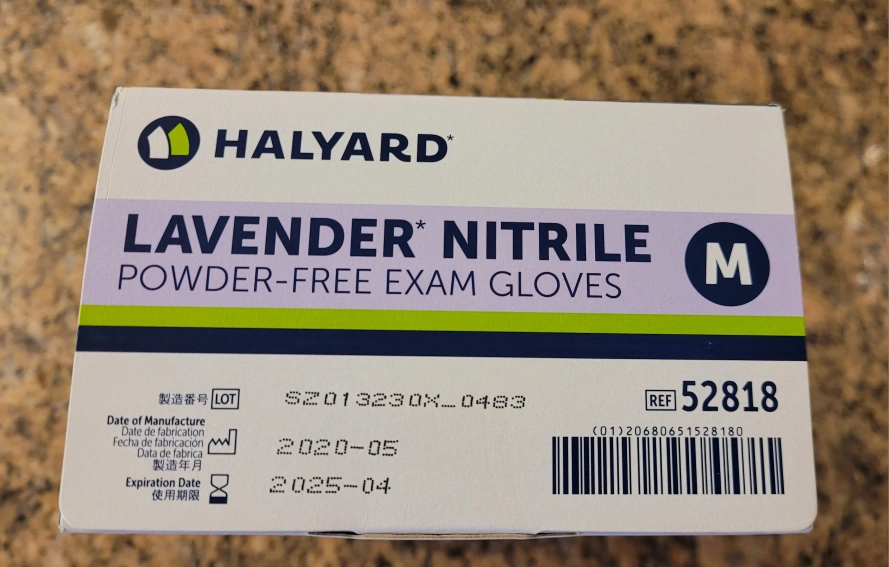 HALYARD*
LAVENDER* NITRILE
POWDER-FREE EXAM GLOVES
M
製造番号 LOT SZ013230X_0483
REF 52818
(01)20680651528180
Date of Manufacture
Date de fabrication
Fecha de fabricación
Data de fabrica
製造年月
2020-05
Expiration Date
使用期限
2025-04